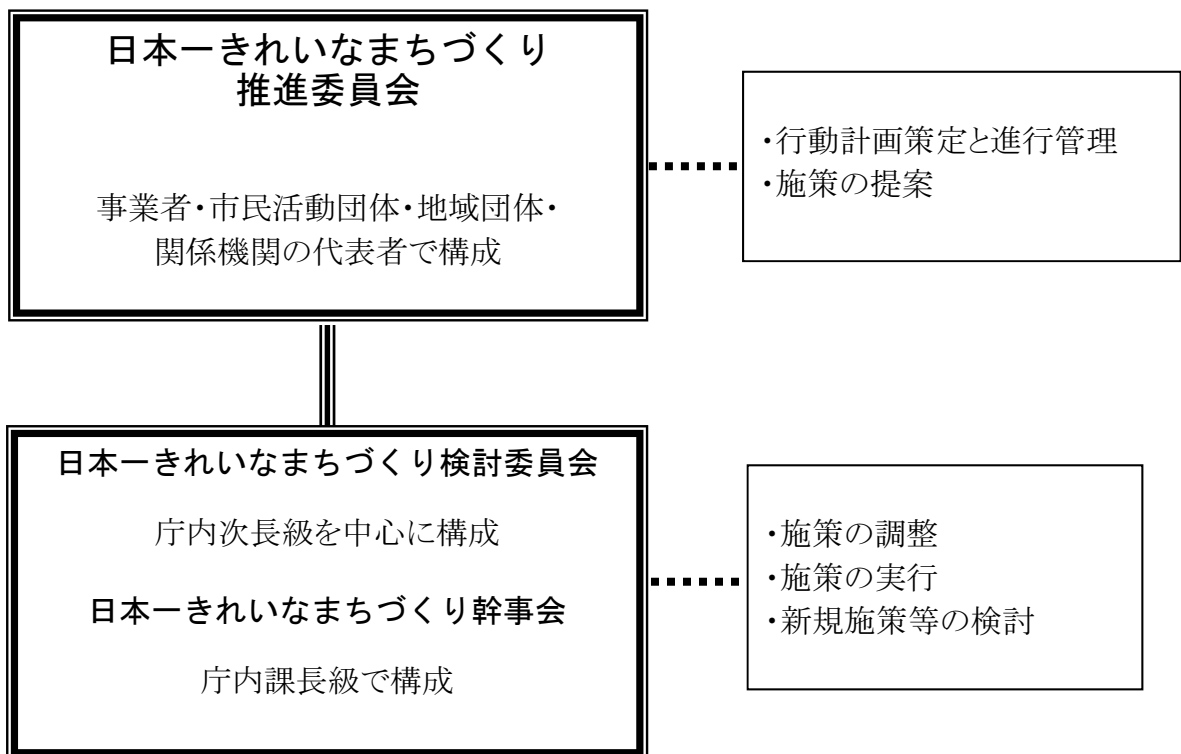 日本一きれいなまちづくり
推進委員会
事業者・市民活動団体・地域団体・
関係機関の代表者で構成
・行動計画策定と進行管理
・施策の提案
日本一きれいなまちづくり検討委員会
庁内次長級を中心に構成
日本一きれいなまちづくり幹事会
庁内課長級で構成
・施策の調整
・施策の実行
・新規施策等の検討